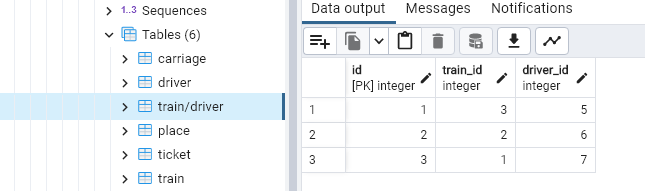 1..3 Sequences
Tables (6)
carriage
driver
train/driver
place
ticket
train
Data output Messages Notifications
id train_id driver_id
[PK] integer integer integer
1 1 3 5
2 2 2 6
3 3 1 7